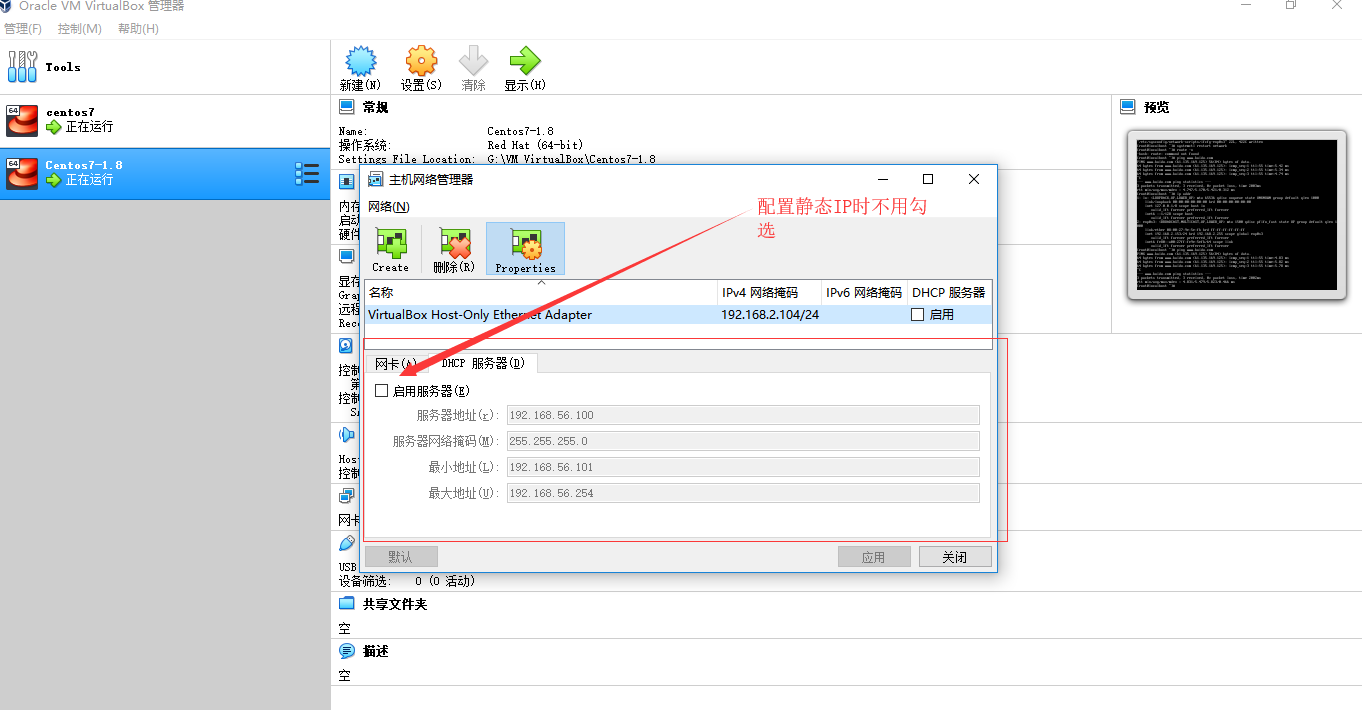 Oracle VM VirtualBox 管理器
管理(F) 控制(M) 帮助(H)
Tools
新建(N) 设置(S) 清除 显示(H)
64 centos7
正在运行
64 Centos7-1.8
正在运行
常规
Name: Centos7-1.8
操作系统: Red Hat (64-bit)
Settings File Location: G:\VM VirtualBox\Centos7-1.8
预览
主机网络管理器
网络(N)
配置静态IP时不用勾
选
Create 删除(R) Properties
名称 IPv4 网络掩码 IPv6 网络掩码 DHCP 服务器
VirtualBox Host-Only Ethernet Adapter 192.168.2.104/24 启用
网卡(A) DHCP 服务器(D)
启用服务器(E)
服务器地址(r): 192.168.56.100
服务器网络掩码(M): 255.255.255.0
最小地址(L): 192.168.56.101
最大地址(U): 192.168.56.254
默认 应用 关闭
内存
启动
硬件
显存
Grap
远程
Reco
控制
第
控制
SA
Host
控制
网卡
USB
设备筛选: 0 (0 活动)
共享文件夹
空
描述
空